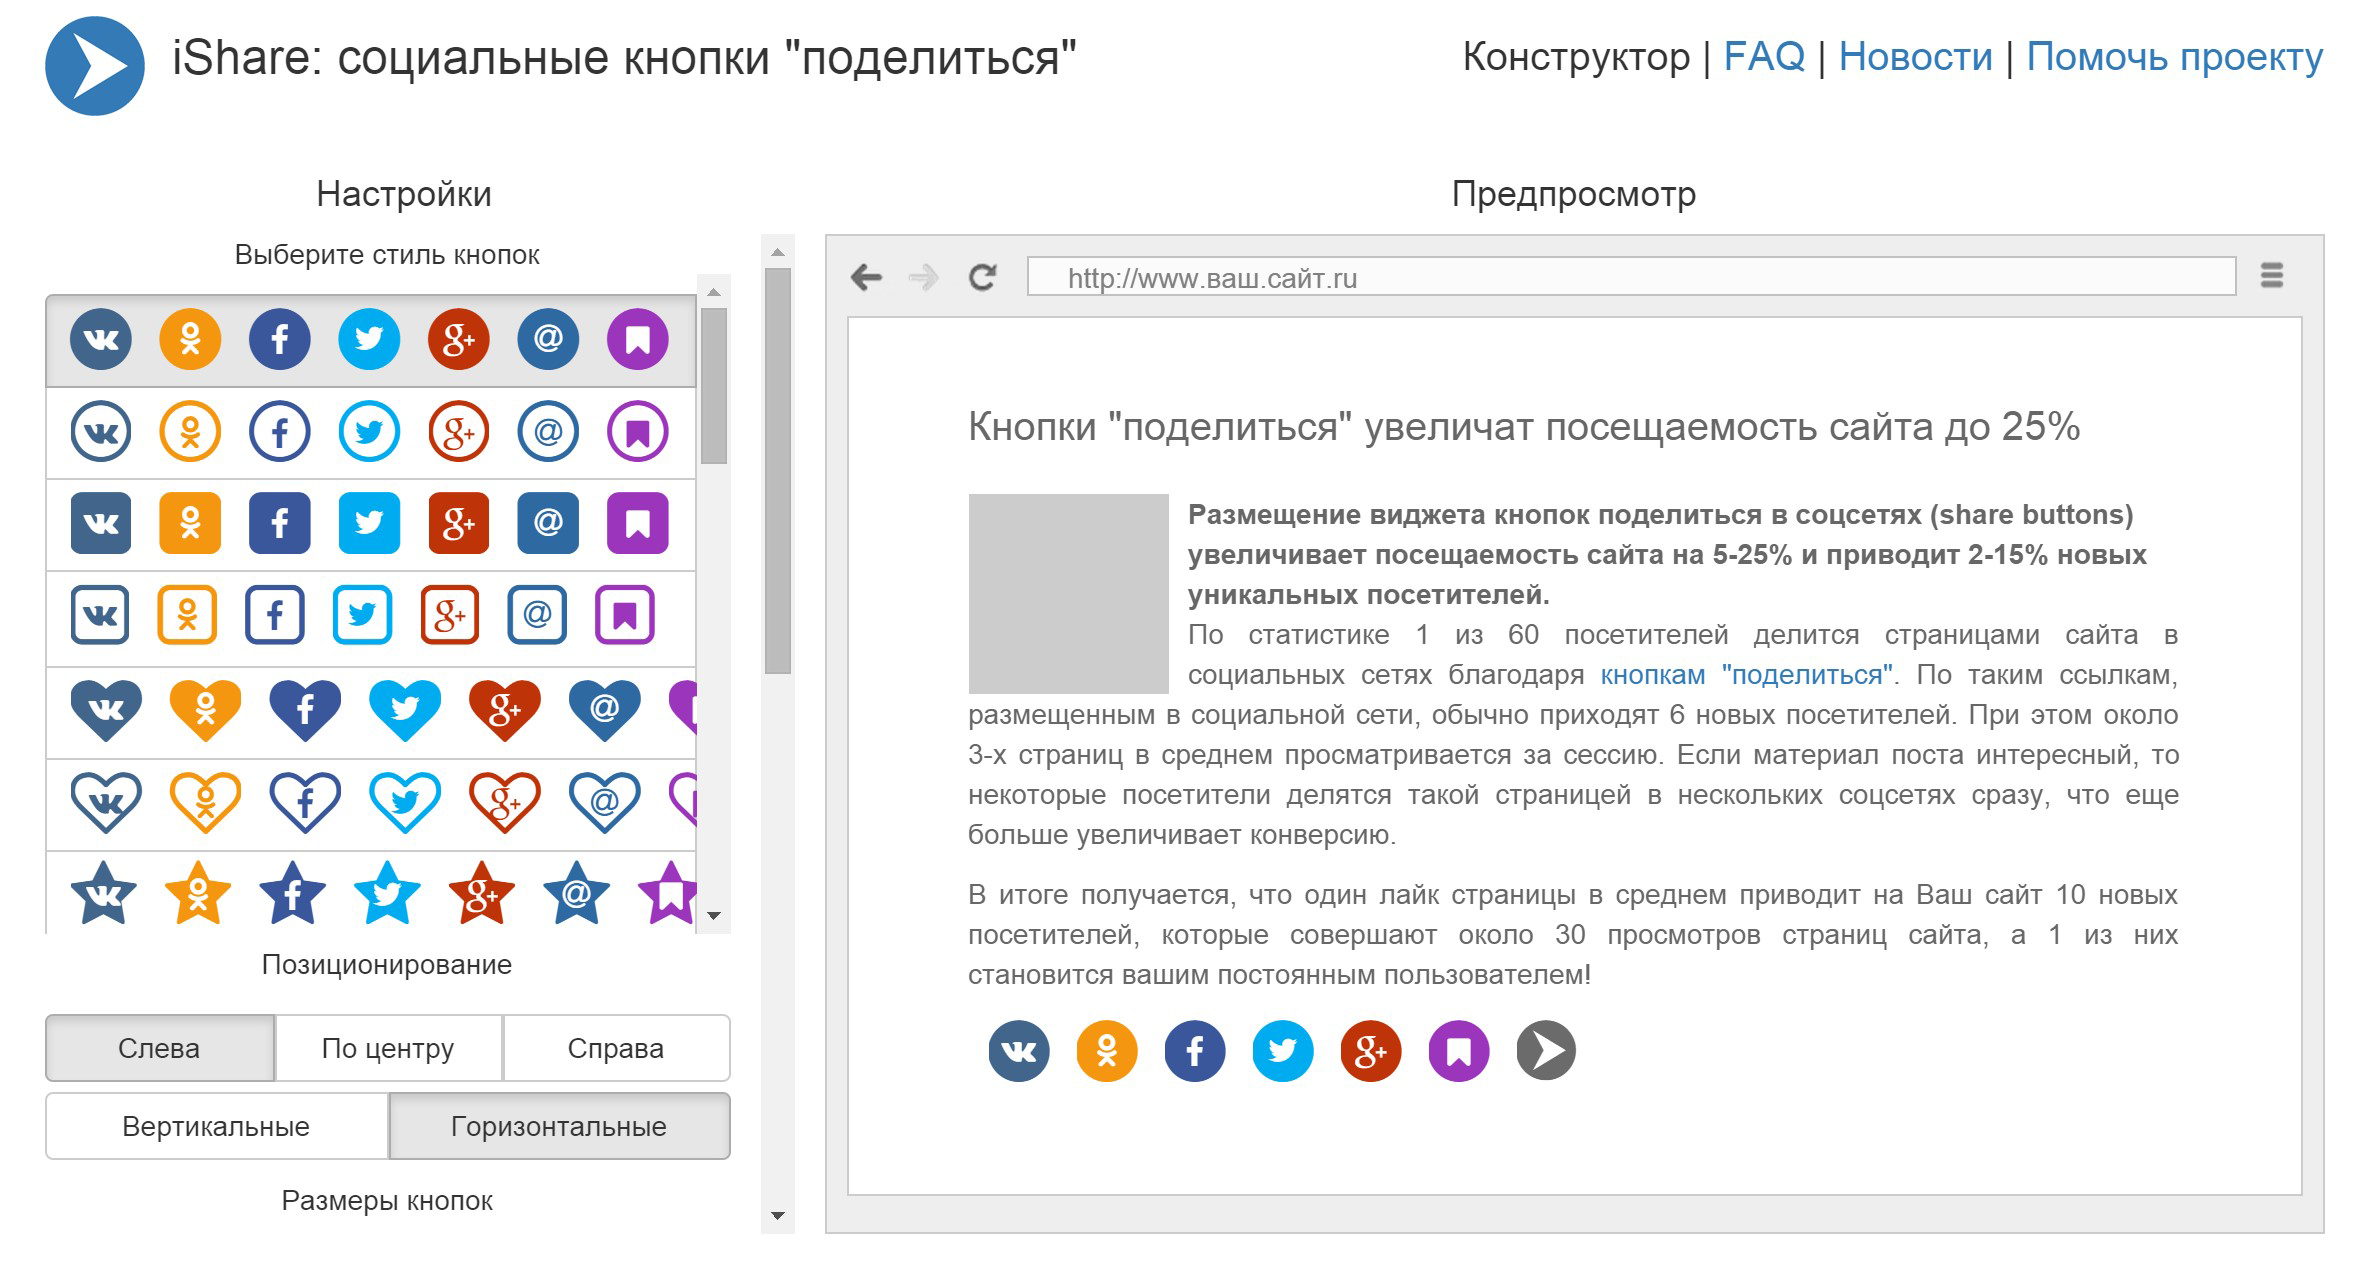 iShare: социальные кнопки "поделиться"
Конструктор | FAQ | Новости | Помочь проекту
Настройки
Выберите стиль кнопок
Позиционирование
Слева По центру Справа
Вертикальные Горизонтальные
Размеры кнопок
Предпросмотр
http://www.ваш.сайт.ru
Кнопки "поделиться" увеличат посещаемость сайта до 25%
Размещение виджета кнопок поделиться в соцсетях (share buttons)
увеличивает посещаемость сайта на 5-25% и приводит 2-15% новых
уникальных посетителей.
По статистике 1 из 60 посетителей делится страницами сайта в
социальных сетях благодаря кнопкам "поделиться". По таким ссылкам,
размещенным в социальной сети, обычно приходят 6 новых посетителей. При этом около
3-х страниц в среднем просматривается за сессию. Если материал поста интересный, то
некоторые посетители делятся такой страницей в нескольких соцсетях сразу, что еще
больше увеличивает конверсию.
В итоге получается, что один лайк страницы в среднем приводит на Ваш сайт 10 новых
посетителей, которые совершают около 30 просмотров страниц сайта, а 1 из них
становится вашим постоянным пользователем!